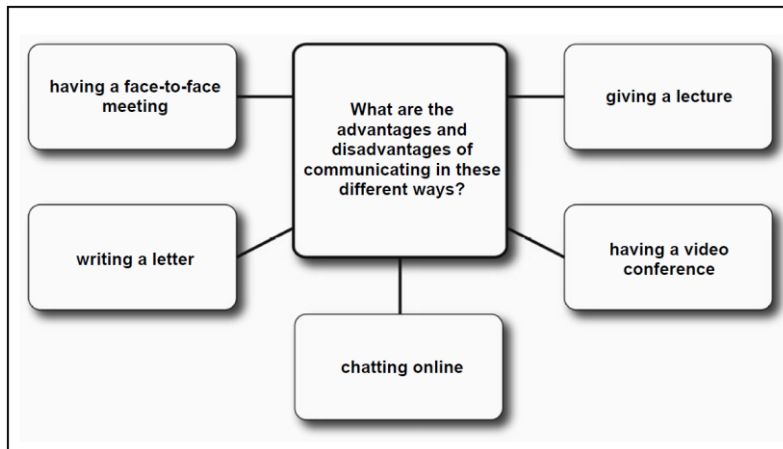 having a face-to-face
meeting
What are the
advantages and
disadvantages of
communicating in these
different ways?
giving a lecture
writing a letter
having a video
conference
chatting online